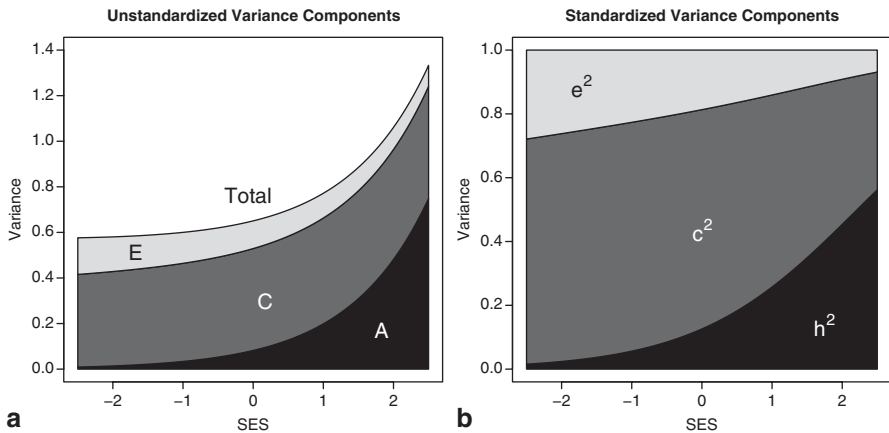 Unstandardized Variance Components
Variance
1.4
1.2
1.0
0.8
0.6
0.4
0.2
0.0
Total
E
C
A
−2 −1 0 1 2
SES
a
Standardized Variance Components
Variance
1.0
0.8
0.6
0.4
0.2
0.0
e²
c²
h²
−2 −1 0 1 2
SES
b